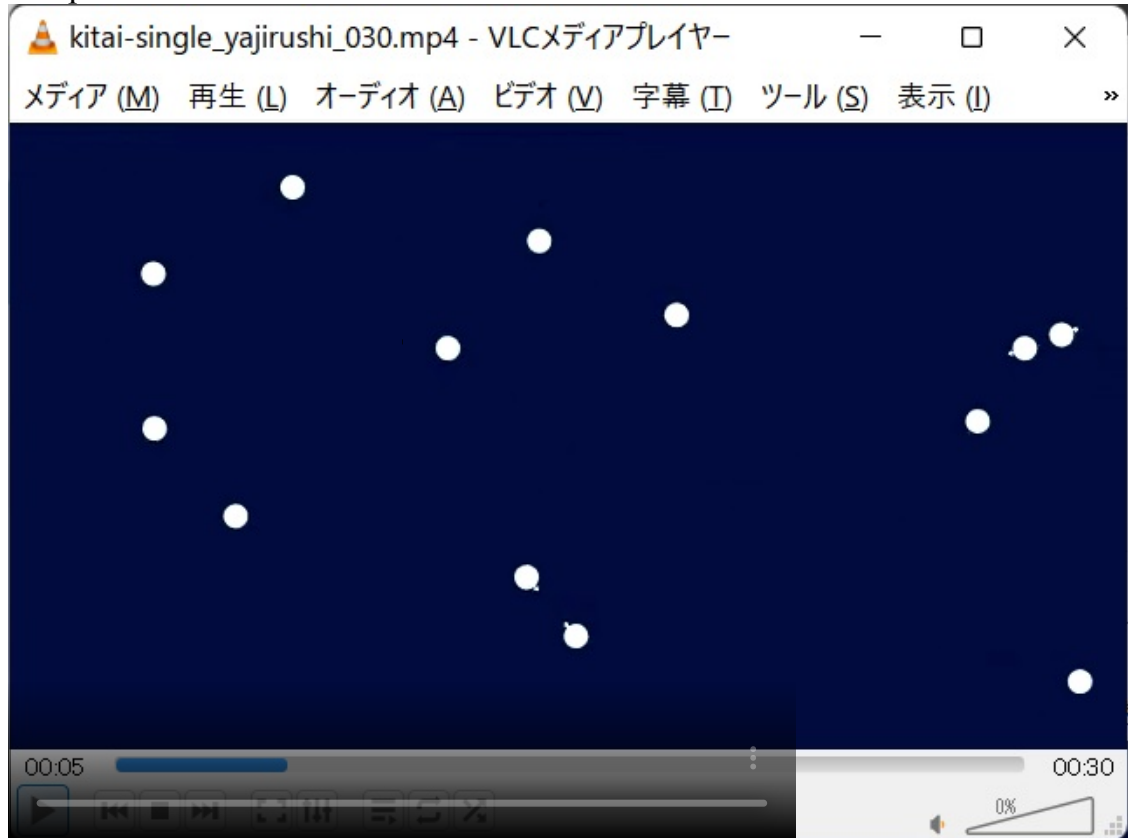 kitai-single_yajirushi_030.mp4 - VLCメディアプレイヤー
メディア (M) 再生 (L) オーディオ (A) ビデオ (V) 字幕 (T) ツール (S) 表示 (I) »
00:05 00:30
0%